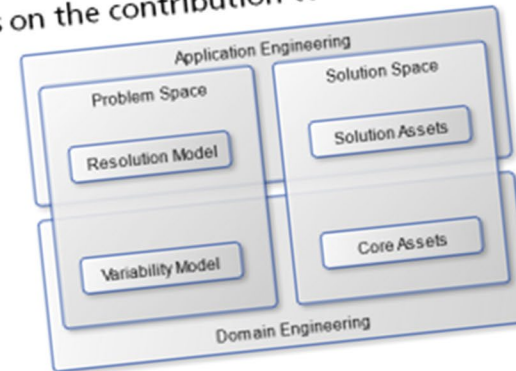 on the contribution
Application Engineering
Problem Space
Solution Space
Resolution Model
Solution Assets
Variability Model
Core Assets
Domain Engineering